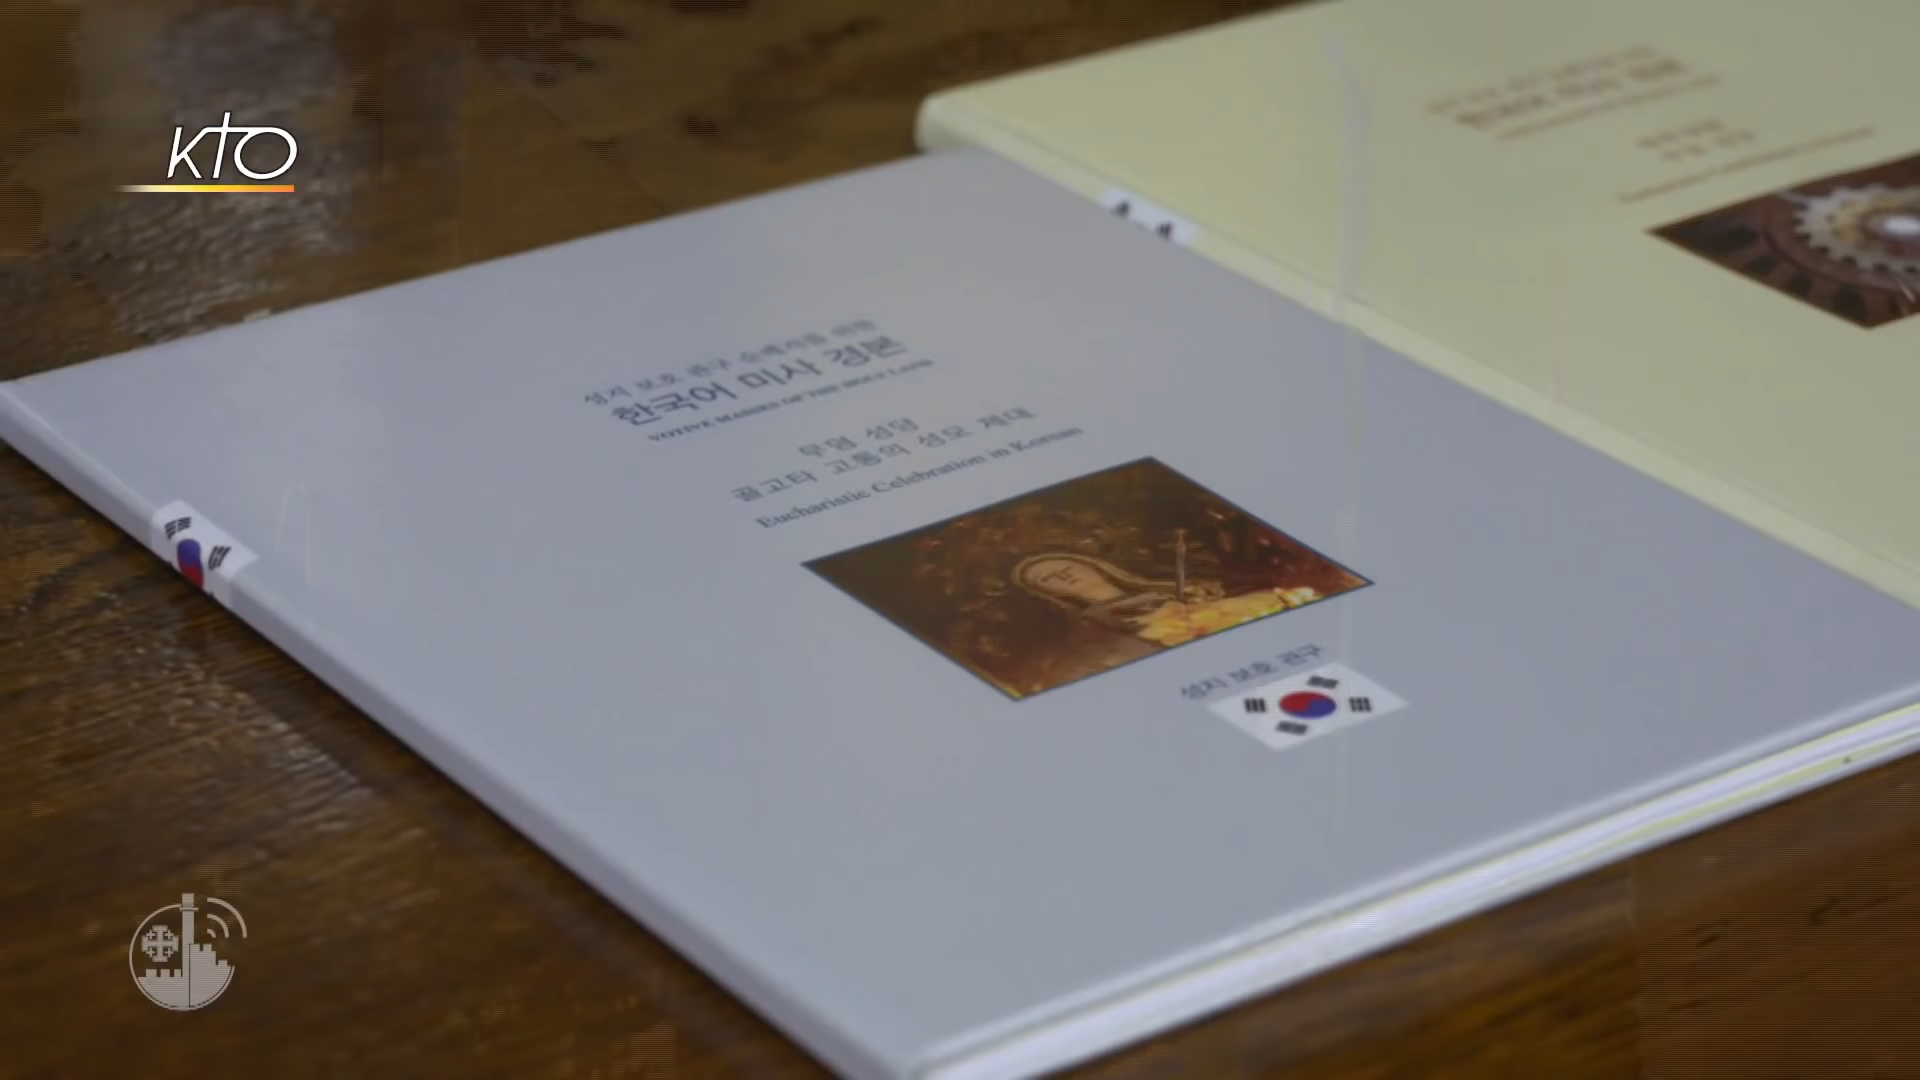 KTO
성지 보호 관구 순례자를 위한
한국어 미사 경본
VOTIVE MASSES OF THE HOLY LAND
무덤 성당
골고타 고통의 성모 제대
Eucharistic Celebration in Korean
성지 보호 관구